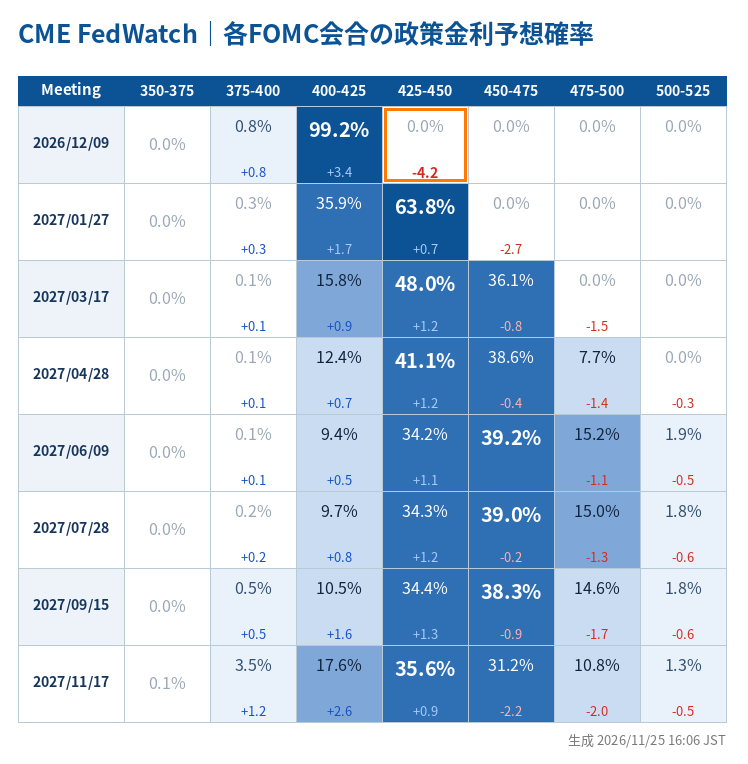 CME FedWatch｜各FOMC会合の政策金利予想確率
Meeting 350-375 375-400 400-425 425-450 450-475 475-500 500-525
2026/12/09 0.0% 0.8% 99.2% 0.0% 0.0% 0.0% 0.0%
+0.8 +3.4 -4.2
2027/01/27 0.0% 0.3% 35.9% 63.8% 0.0% 0.0% 0.0%
+0.3 +1.7 +0.7 -2.7
2027/03/17 0.0% 0.1% 15.8% 48.0% 36.1% 0.0% 0.0%
+0.1 +0.9 +1.2 -0.8 -1.5
2027/04/28 0.0% 0.1% 12.4% 41.1% 38.6% 7.7% 0.0%
+0.1 +0.7 +1.2 -0.4 -1.4 -0.3
2027/06/09 0.0% 0.1% 9.4% 34.2% 39.2% 15.2% 1.9%
+0.1 +0.5 +1.1 -1.1 -0.5
2027/07/28 0.0% 0.2% 9.7% 34.3% 39.0% 15.0% 1.8%
+0.2 +0.8 +1.2 -0.2 -1.3 -0.6
2027/09/15 0.0% 0.5% 10.5% 34.4% 38.3% 14.6% 1.8%
+0.5 +1.6 +1.3 -0.9 -1.7 -0.6
2027/11/17 0.1% 3.5% 17.6% 35.6% 31.2% 10.8% 1.3%
+1.2 +2.6 +0.9 -2.2 -2.0 -0.5
生成 2026/11/25 16:06 JST